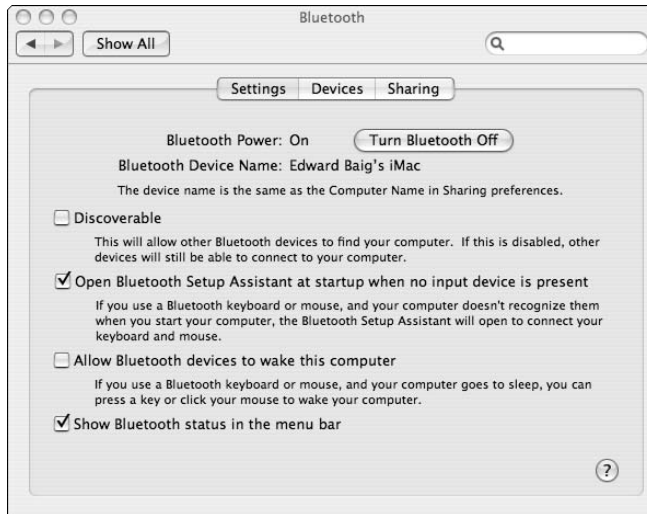 Bluetooth
Show All
Settings Devices Sharing
Bluetooth Power: On Turn Bluetooth Off
Bluetooth Device Name: Edward Baig's iMac
The device name is the same as the Computer Name in Sharing preferences.
Discoverable
This will allow other Bluetooth devices to find your computer. If this is disabled, other
devices will still be able to connect to your computer.
Open Bluetooth Setup Assistant at startup when no input device is present
If you use a Bluetooth keyboard or mouse, and your computer doesn't recognize them
when you start your computer, the Bluetooth Setup Assistant will open to connect your
keyboard and mouse.
Allow Bluetooth devices to wake this computer
If you use a Bluetooth keyboard or mouse, and your computer goes to sleep, you can
press a key or click your mouse to wake your computer.
Show Bluetooth status in the menu bar
?